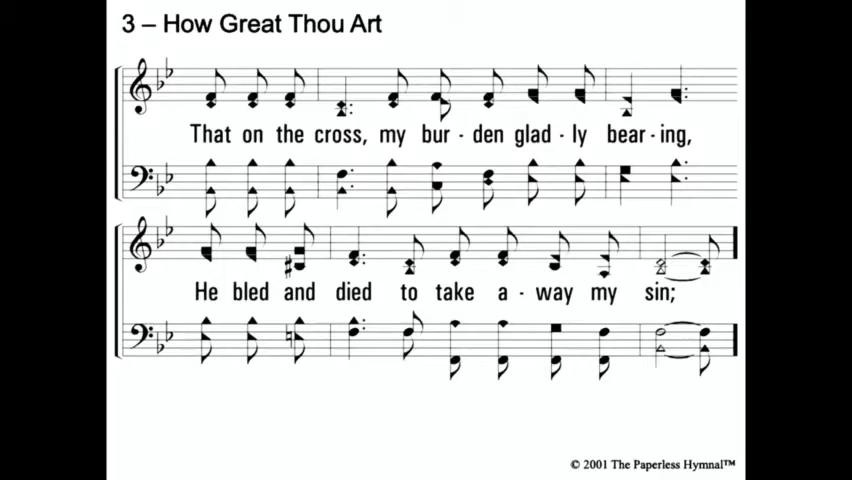 3 – How Great Thou Art
That on the cross, my bur - den glad - ly bear - ing,
He bled and died to take a - way my sin;
© 2001 The Paperless Hymnal™